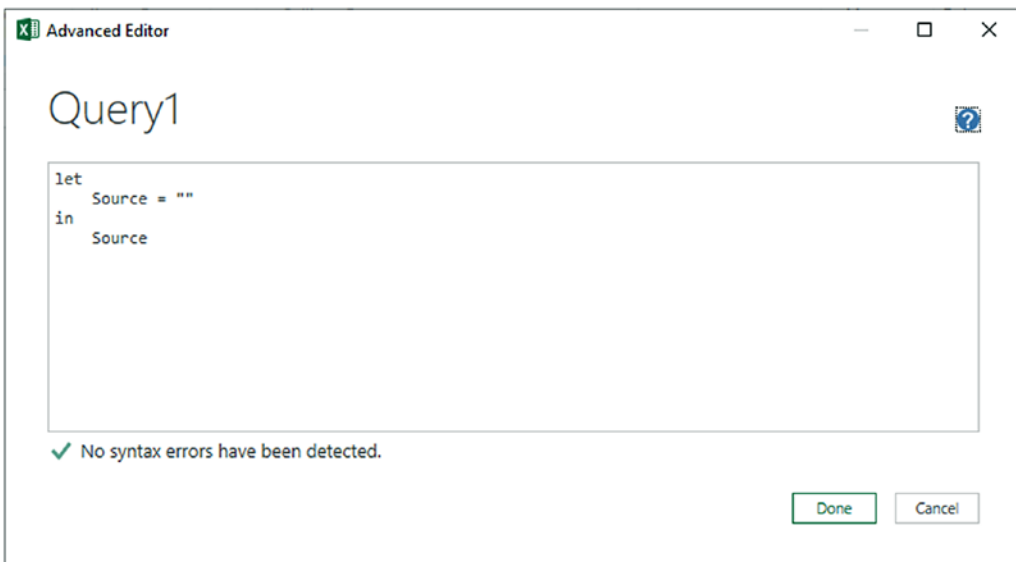 Advanced Editor
Query1
let
    Source = ""
in
    Source
No syntax errors have been detected.
Done Cancel